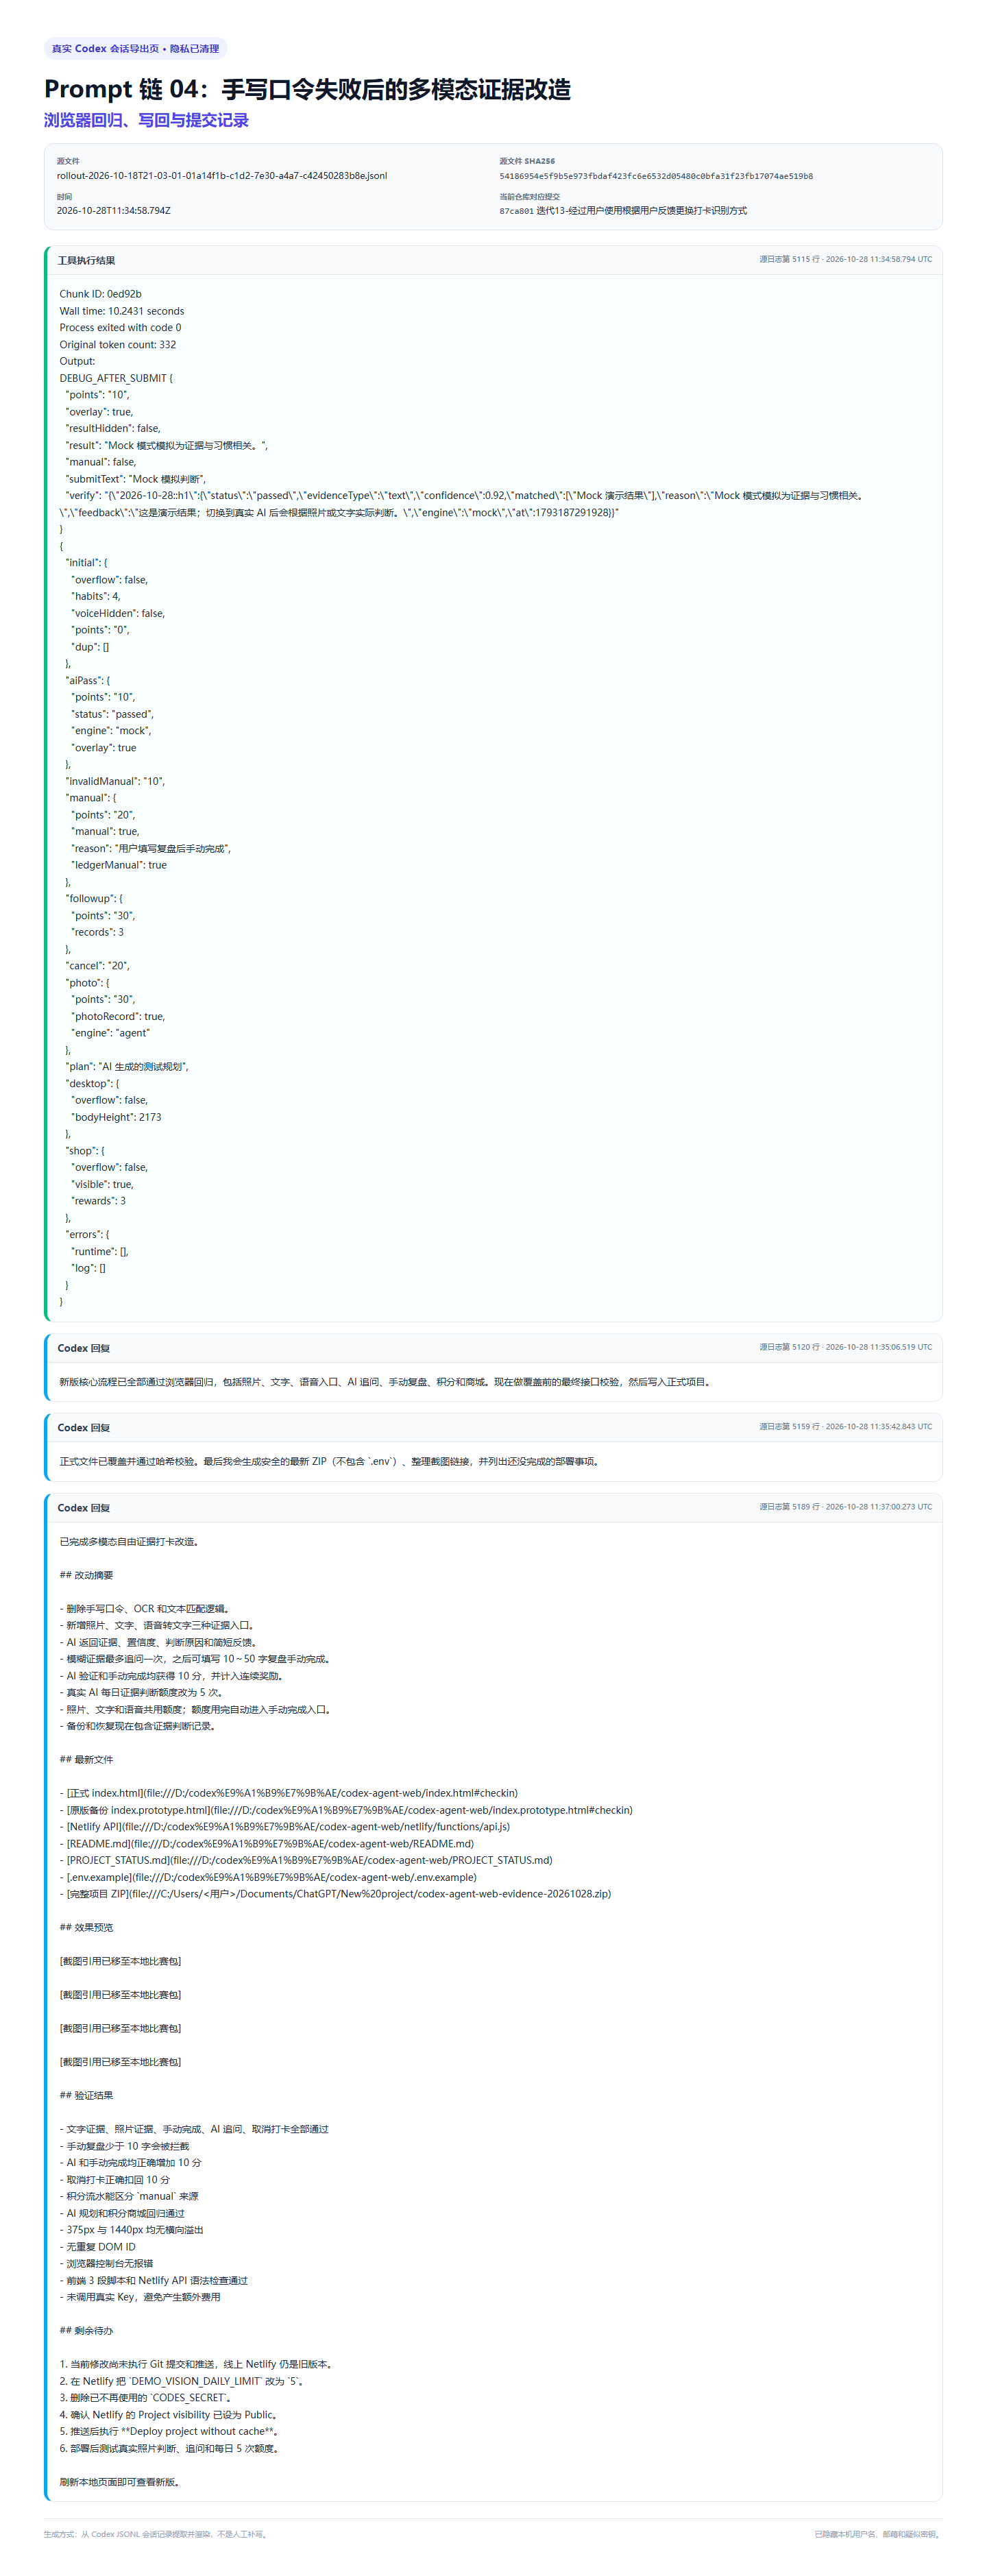 真实 Codex 会话导出页 • 隐私已清理
Prompt 链 04：手写口令失败后的多模态证据改造
浏览器回归、写回与提交记录
源文件
rollout-2026-10-18T21-03-01-01a14f1b-c1d2-7e30-a4a7-c42450283b8e.jsonl
源文件 SHA256
54186954e5f9b5e973fbdaf423fc6e6532d05480c0bfa31f23fb17074ae519b8
时间
2026-10-28T11:34:58.794Z
当前仓库对应提交
87ca801 迭代13-经过用户使用根据用户反馈更换打卡识别方式
工具执行结果
源日志第 5115 行 · 2026-10-28 11:34:58.794 UTC
Chunk ID: 0ed92b
Wall time: 10.2431 seconds
Process exited with code 0
Original token count: 332
Output:
DEBUG_AFTER_SUBMIT {
"points": "10",
"overlay": true,
"resultHidden": false,
"result": "Mock 模式模拟为证据与习惯相关。",
"manual": false,
"submitText": "Mock 模拟判断",
"verify": "{\"2026-10-28::h1\":{\"status\":\"passed\",\"evidenceType\":\"text\",\"confidence\":0.92,\"matched\":[\"Mock 演示结果\"],\"reason\":\"Mock 模式模拟为证据与习惯相关。
\",\"feedback\":\"这是演示结果；切换到真实 AI 后会根据照片或文字实际判断。\",\"engine\":\"mock\",\"at\":1793187291928}}"
}
{
"initial": {
"overflow": false,
"habits": 4,
"voiceHidden": false,
"points": "0",
"dup": []
},
"aiPass": {
"points": "10",
"status": "passed",
"engine": "mock",
"overlay": true
},
"invalidManual": "10",
"manual": {
"points": "20",
"manual": true,
"reason": "用户填写复盘后手动完成",
"ledgerManual": true
},
"followup": {
"points": "30",
"records": 3
},
"cancel": "20",
"photo": {
"points": "30",
"photoRecord": true,
"engine": "agent"
},
"plan": "AI 生成的测试规划",
"desktop": {
"overflow": false,
"bodyHeight": 2173
},
"shop": {
"overflow": false,
"visible": true,
"rewards": 3
},
"errors": {
"runtime": [],
"log": []
}
}
Codex 回复
源日志第 5120 行 · 2026-10-28 11:35:06.519 UTC
新版核心流程已全部通过浏览器回归，包括照片、文字、语音入口、AI 追问、手动复盘、积分和商城。现在做覆盖前的最终接口校验，然后写入正式项目。
Codex 回复
源日志第 5159 行 · 2026-10-28 11:35:42.843 UTC
正式文件已覆盖并通过哈希校验。最后我会生成安全的最新 ZIP（不包含 `.env`）、整理截图链接，并列出还没完成的部署事项。
Codex 回复
源日志第 5189 行 · 2026-10-28 11:37:00.273 UTC
已完成多模态自由证据打卡改造。
## 改动摘要
- 删除手写口令、OCR 和文本匹配逻辑。
- 新增照片、文字、语音转文字三种证据入口。
- AI 返回证据、置信度、判断原因和简短反馈。
- 模糊证据最多追问一次，之后可填写 10～50 字复盘手动完成。
- AI 验证和手动完成均获得 10 分，并计入连续奖励。
- 真实 AI 每日证据判断额度改为 5 次。
- 照片、文字和语音共用额度；额度用完自动进入手动完成入口。
- 备份和恢复现在包含证据判断记录。
## 最新文件
- [正式 index.html](file:///D:/codex%E9%A1%B9%E7%9B%AE/codex-agent-web/index.html#checkin)
- [原版备份 index.prototype.html](file:///D:/codex%E9%A1%B9%E7%9B%AE/codex-agent-web/index.prototype.html#checkin)
- [Netlify API](file:///D:/codex%E9%A1%B9%E7%9B%AE/codex-agent-web/netlify/functions/api.js)
- [README.md](file:///D:/codex%E9%A1%B9%E7%9B%AE/codex-agent-web/README.md)
- [PROJECT_STATUS.md](file:///D:/codex%E9%A1%B9%E7%9B%AE/codex-agent-web/PROJECT_STATUS.md)
- [.env.example](file:///D:/codex%E9%A1%B9%E7%9B%AE/codex-agent-web/.env.example)
- [完整项目 ZIP](file:///C:/Users/<用户>/Documents/ChatGPT/New%20project/codex-agent-web-evidence-20261028.zip)
## 效果预览
[截图引用已移至本地比赛包]
[截图引用已移至本地比赛包]
[截图引用已移至本地比赛包]
[截图引用已移至本地比赛包]
## 验证结果
- 文字证据、照片证据、手动完成、AI 追问、取消打卡全部通过
- 手动复盘少于 10 字会被拦截
- AI 和手动完成均正确增加 10 分
- 取消打卡正确扣回 10 分
- 积分流水能区分 `manual` 来源
- AI 规划和积分商城回归通过
- 375px 与 1440px 均无横向溢出
- 无重复 DOM ID
- 浏览器控制台无报错
- 前端 3 段脚本和 Netlify API 语法检查通过
- 未调用真实 Key，避免产生额外费用
## 剩余待办
1. 当前修改尚未执行 Git 提交和推送，线上 Netlify 仍是旧版本。
2. 在 Netlify 把 `DEMO_VISION_DAILY_LIMIT` 改为 `5`。
3. 删除已不再使用的 `CODES_SECRET`。
4. 确认 Netlify 的 Project visibility 已设为 Public。
5. 推送后执行 **Deploy project without cache**。
6. 部署后测试真实照片判断、追问和每日 5 次额度。
刷新本地页面即可查看新版。
生成方式：从 Codex JSONL 会话记录提取并渲染，不是人工补写。
已隐藏本机用户名、邮箱和疑似密钥。